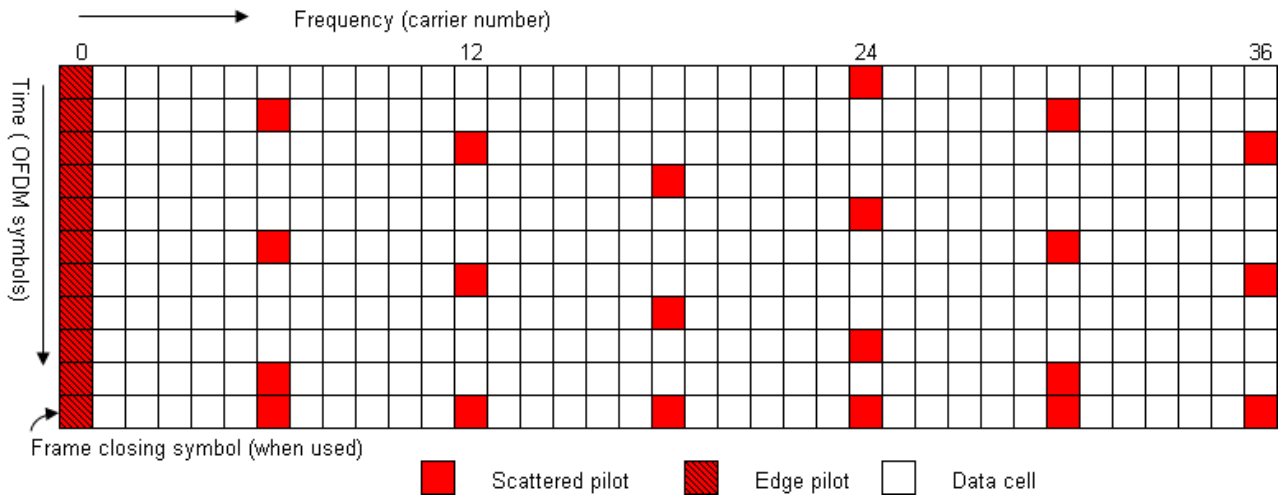 Frequency (carrier number)
0 12 24 36
Time ( OFDM symbols)
Frame closing symbol (when used)
Scattered pilot Edge pilot Data cell